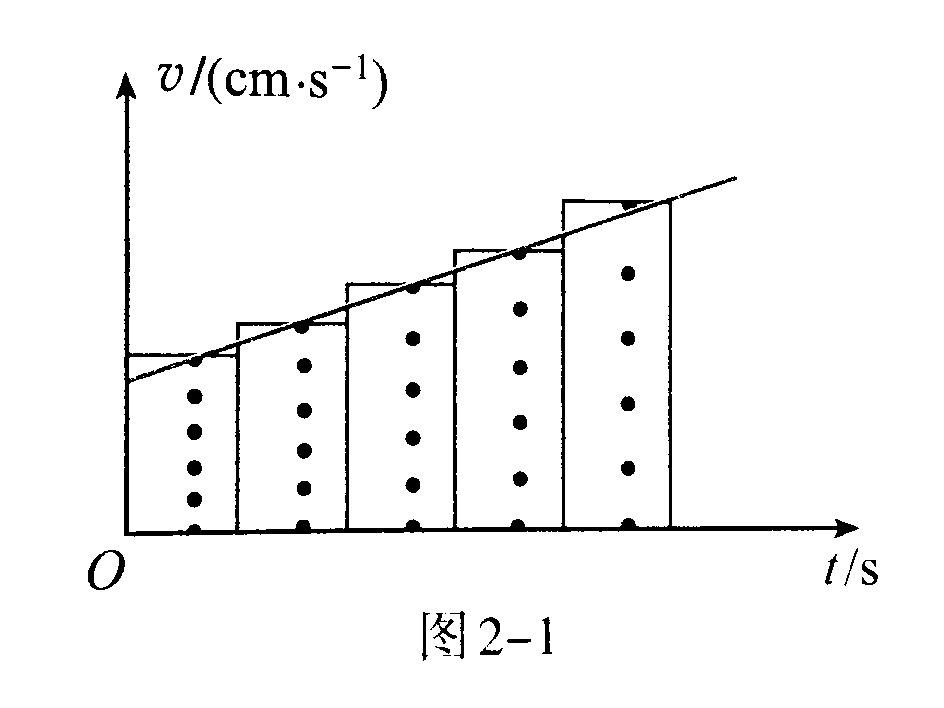 v/(cm·s⁻¹)
O
t/s
图 2-1